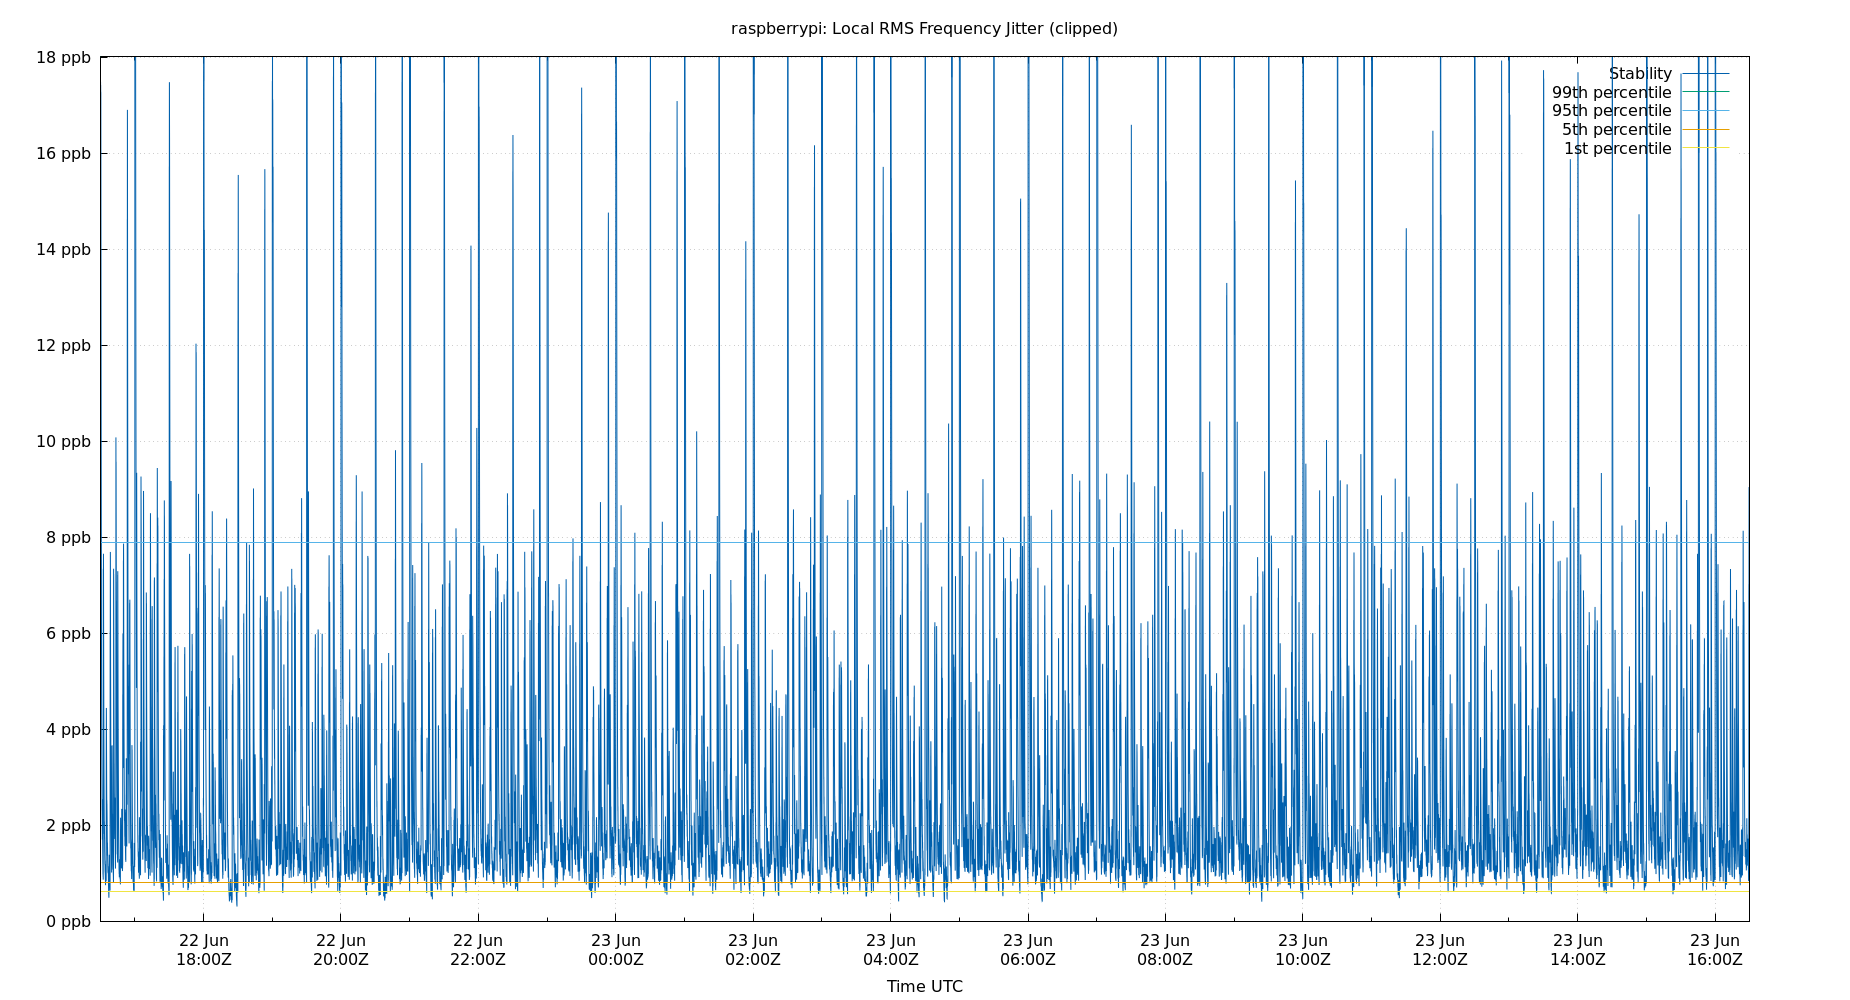 raspberrypi: Local RMS Frequency Jitter (clipped)
18 ppb
16 ppb
14 ppb
12 ppb
10 ppb
8 ppb
6 ppb
4 ppb
2 ppb
0 ppb
Stability
99th percentile
95th percentile
5th percentile
1st percentile
22 Jun 22 Jun 22 Jun 23 Jun 23 Jun 23 Jun 23 Jun 23 Jun 23 Jun 23 Jun 23 Jun 23 Jun
18:00Z 20:00Z 22:00Z 00:00Z 02:00Z 04:00Z 06:00Z 08:00Z 10:00Z 12:00Z 14:00Z 16:00Z
Time UTC